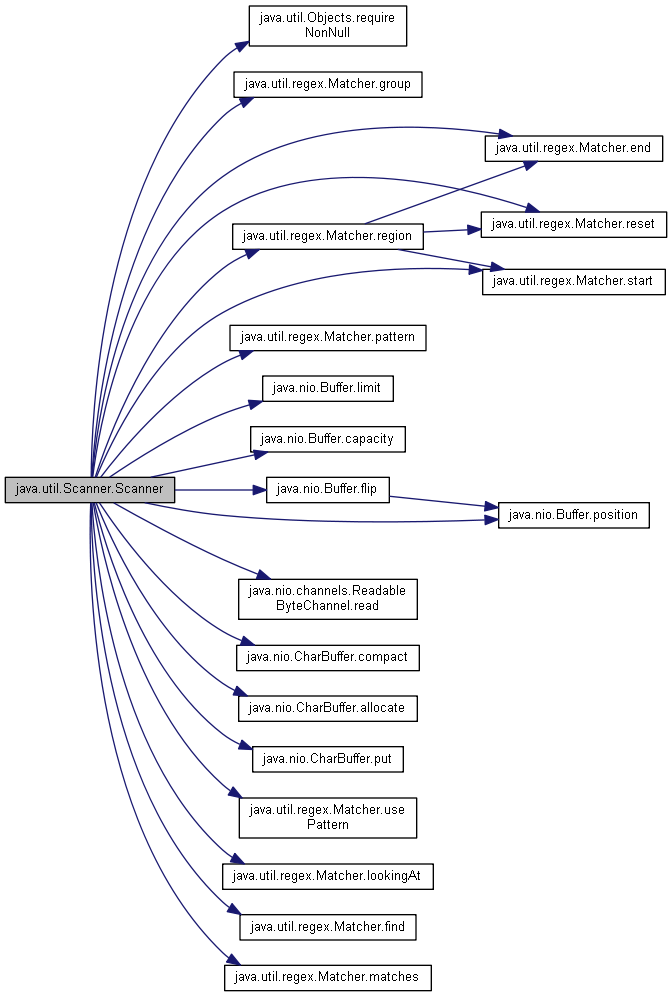 java.util.Objects.require
NonNull
java.util.regex.Matcher.group
java.util.regex.Matcher.end
java.util.regex.Matcher.reset
java.util.regex.Matcher.region
java.util.regex.Matcher.start
java.util.regex.Matcher.pattern
java.nio.Buffer.limit
java.nio.Buffer.capacity
java.util.Scanner.Scanner
java.nio.Buffer.flip
java.nio.Buffer.position
java.nio.channels.Readable
ByteChannel.read
java.nio.CharBuffer.compact
java.nio.CharBuffer.allocate
java.nio.CharBuffer.put
java.util.regex.Matcher.use
Pattern
java.util.regex.Matcher.lookingAt
java.util.regex.Matcher.find
java.util.regex.Matcher.matches